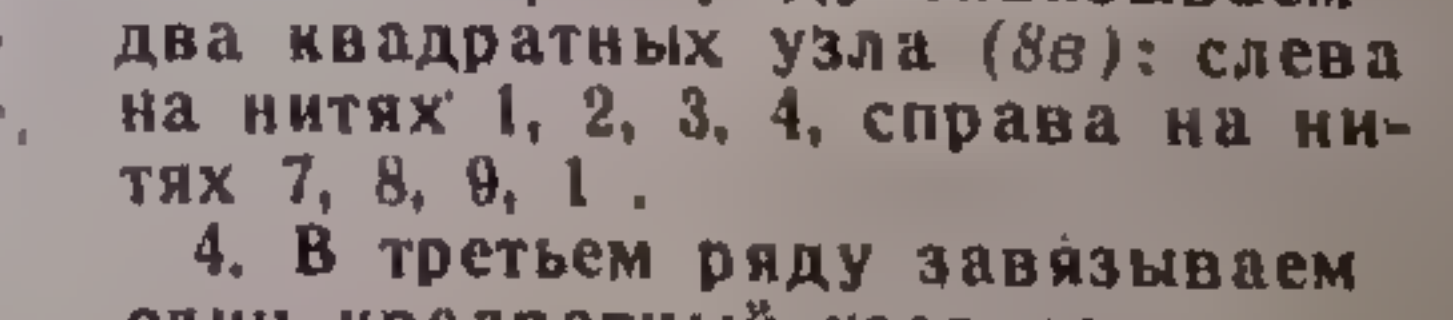 два квадратных узла (8в): слева
на нитях 1, 2, 3, 4, справа на ни-
тях 7, 8, 9, 1 .
4. В третьем ряду завязываем